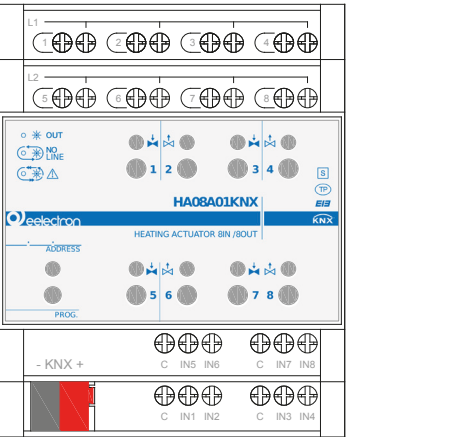 L1
1 2 3 4
L2
5 6 7 8
OUT
NO
LINE
1 2 3 4
S
TP
HA08A01KNX
EIB
eelectron KNX
HEATING ACTUATOR 8IN /8OUT
ADDRESS
5 6 7 8
PROG.
- KNX + C IN5 IN6 C IN7 IN8
C IN1 IN2 C IN3 IN4